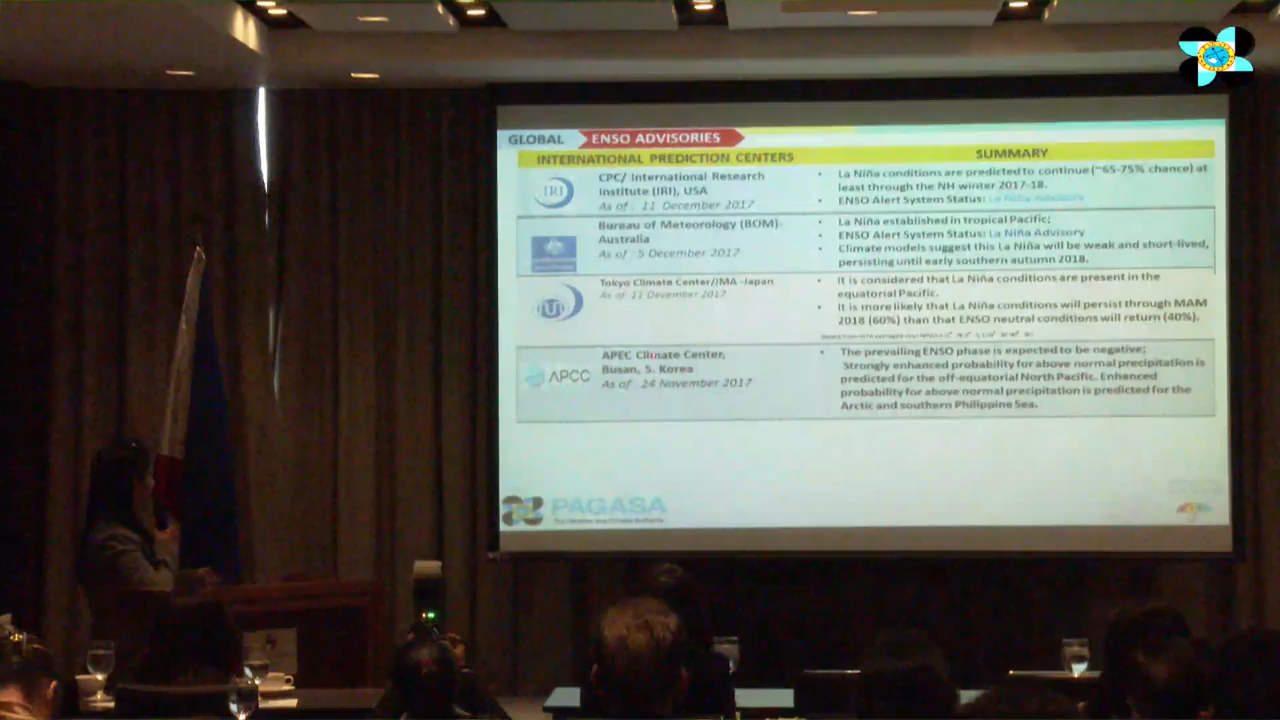 GLOBAL ENSO ADVISORIES
INTERNATIONAL PREDICTION CENTERS SUMMARY
IRI
CPC/ International Research
Institute (IRI), USA
As of : 11 December 2017
• La Niña conditions are predicted to continue (~65-75% chance) at
least through the NH winter 2017-18.
• ENSO Alert System Status: La Niña Advisory
Bureau of Meteorology (BOM)-
Australia
As of : 5 December 2017
• La Niña established in tropical Pacific;
• ENSO Alert System Status: La Niña Advisory
• Climate models suggest this La Niña will be weak and short-lived,
persisting until early southern autumn 2018.
Tokyo Climate Center/JMA -Japan
As of: 11 December 2017
• It is considered that La Niña conditions are present in the
equatorial Pacific.
• It is more likely that La Niña conditions will persist through MAM
2018 (60%) than that ENSO neutral conditions will return (40%).
APCC
APEC Climate Center,
Busan, S. Korea
As of : 24 November 2017
• The prevailing ENSO phase is expected to be negative;
Strongly enhanced probability for above normal precipitation is
predicted for the off-equatorial North Pacific. Enhanced
probability for above normal precipitation is predicted for the
Arctic and southern Philippine Sea.
PAGASA